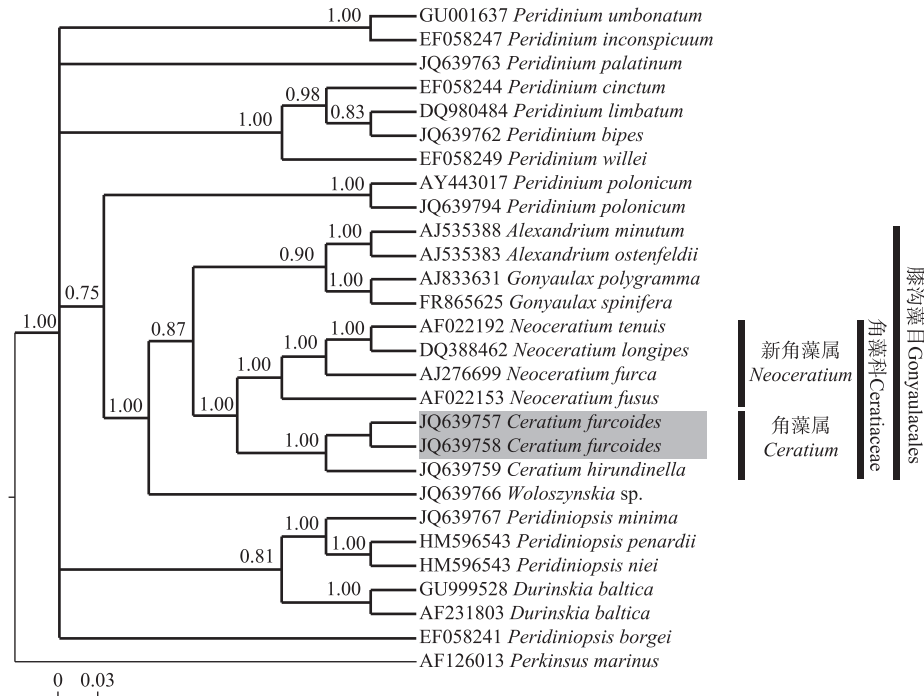 1.00
GU001637 Peridinium umbonatum
EF058247 Peridinium inconspicuum
JQ639763 Peridinium palatinum
EF058244 Peridinium cinctum
0.98
DQ980484 Peridinium limbatum
0.83
1.00
JQ639762 Peridinium bipes
EF058249 Peridinium willei
1.00
AY443017 Peridinium polonicum
JQ639794 Peridinium polonicum
1.00
AJ535388 Alexandrium minutum
0.90
AJ535383 Alexandrium ostenfeldii
1.00
AJ833631 Gonyaulax polygramma
0.75
FR865625 Gonyaulax spinifera
1.00
0.87
1.00
AF022192 Neoceratium tenuis
1.00
DQ388462 Neoceratium longipes
1.00
AJ276699 Neoceratium furca
AF022153 Neoceratium fusus
1.00
1.00
JQ639757 Ceratium furcoides
1.00
JQ639758 Ceratium furcoides
JQ639759 Ceratium hirundinella
JQ639766 Woloszynskia sp.
JQ639767 Peridiniopsis minima
1.00
HM596543 Peridiniopsis penardii
1.00
0.81
HM596543 Peridiniopsis niei
1.00
GU999528 Durinskia baltica
AF231803 Durinskia baltica
EF058241 Peridiniopsis borgei
AF126013 Perkinsus marinus
0 0.03
新角藻属
Neoceratium
角藻属
Ceratium
角藻科Ceratiaceae
膝沟藻目Gonyaulacales